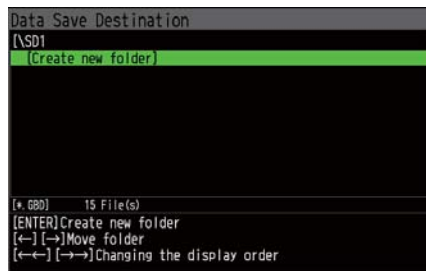 Data Save Destination
[\SD1
(Create new folder)
[*.GBD] 15 File(s)
[ENTER]Create new folder
[←][→]Move folder
[←←][→→]Changing the display order